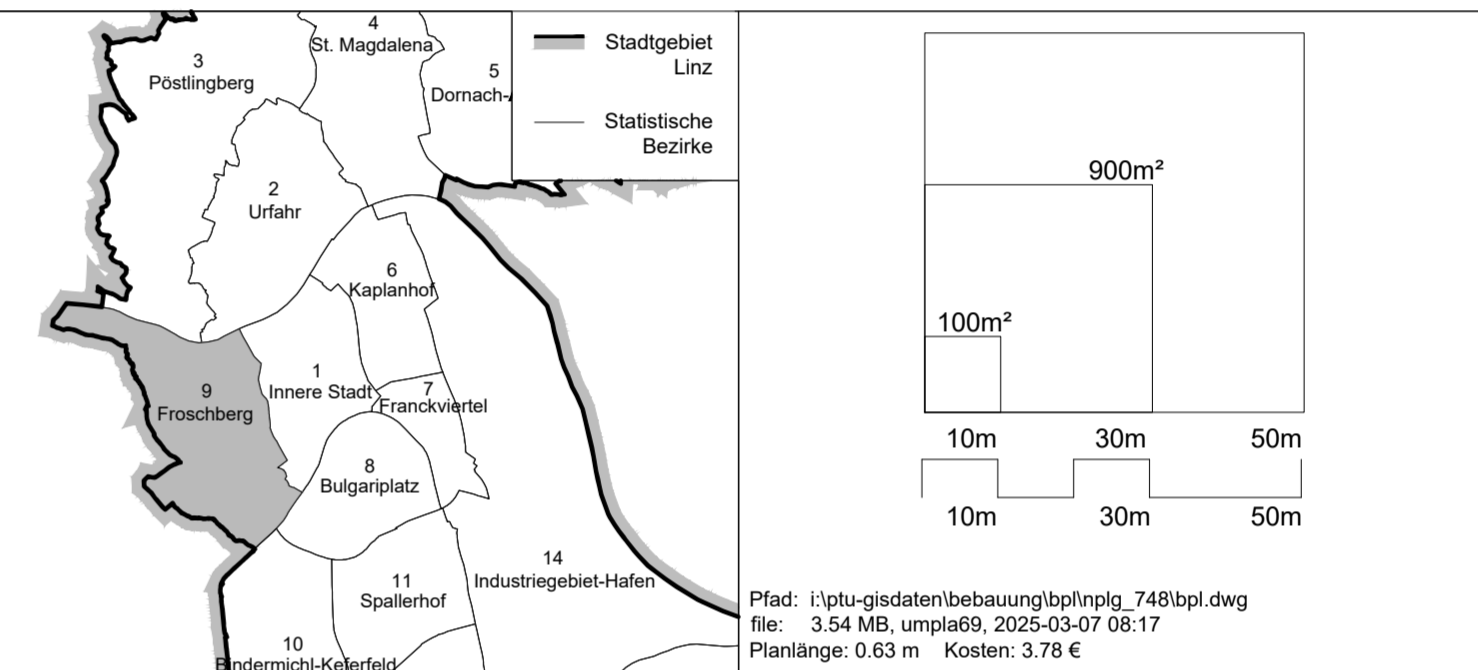 3
Pöstlingberg
4
St. Magdalena
5
Dornach-
Stadtgebiet
Linz
Statistische
Bezirke
2
Urfahr
6
Kaplanhof
1
Innere Stadt
7
Franckviertel
9
Froschberg
8
Bulgariplatz
14
Industriegebiet-Hafen
11
Spallerhof
10
Bindermichl-Keferfeld
900m²
100m²
10m 30m 50m
10m 30m 50m
Pfad: i:\ptu-gisdaten\bebauung\bpl\nplg_748\bpl.dwg
file: 3.54 MB, umpla69, 2025-03-07 08:17
Planlänge: 0.63 m Kosten: 3.78 €